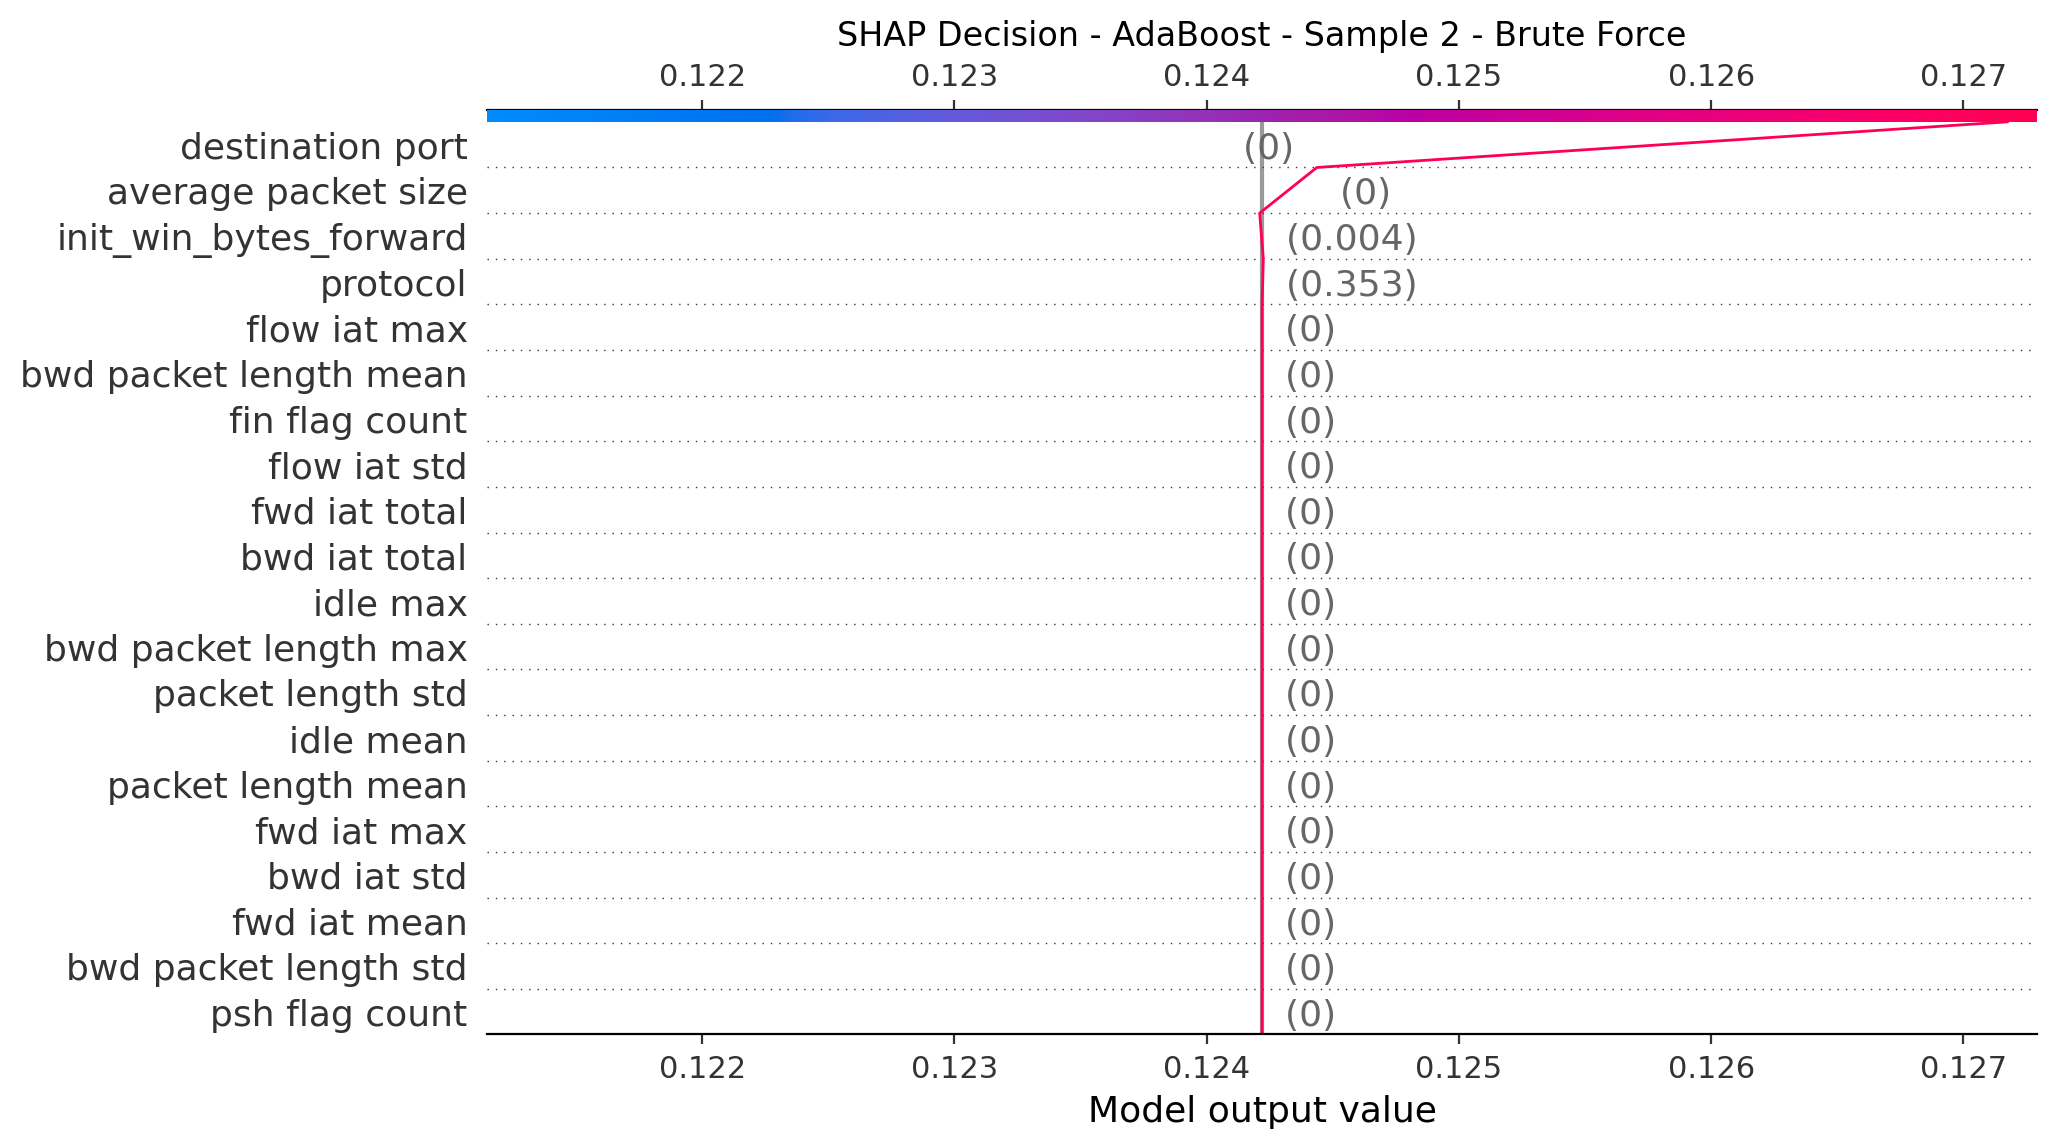 SHAP Decision - AdaBoost - Sample 2 - Brute Force
0.122 0.123 0.124 0.125 0.126 0.127
destination port (0)
average packet size (0)
init_win_bytes_forward (0.004)
protocol (0.353)
flow iat max (0)
bwd packet length mean (0)
fin flag count (0)
flow iat std (0)
fwd iat total (0)
bwd iat total (0)
idle max (0)
bwd packet length max (0)
packet length std (0)
idle mean (0)
packet length mean (0)
fwd iat max (0)
bwd iat std (0)
fwd iat mean (0)
bwd packet length std (0)
psh flag count (0)
0.122 0.123 0.124 0.125 0.126 0.127
Model output value